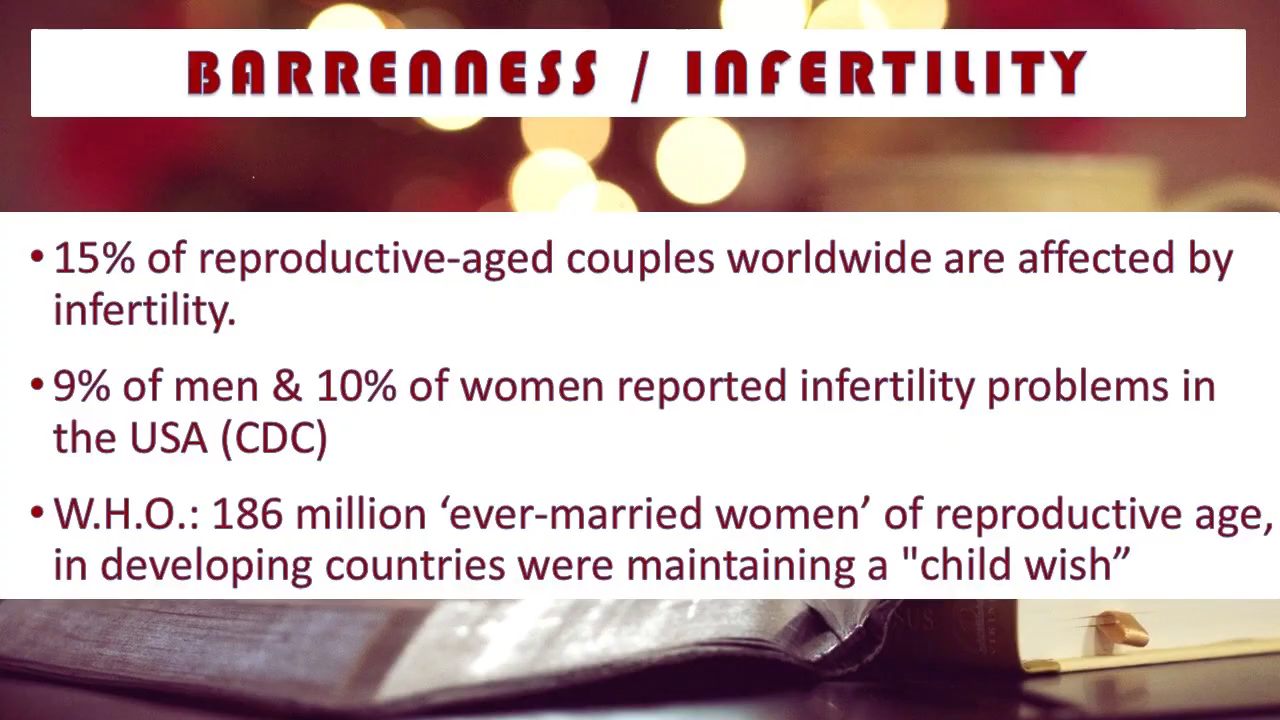 BARRENNESS / INFERTILITY
• 15% of reproductive-aged couples worldwide are affected by
infertility.
• 9% of men & 10% of women reported infertility problems in
the USA (CDC)
• W.H.O.: 186 million ‘ever-married women’ of reproductive age,
in developing countries were maintaining a "child wish”